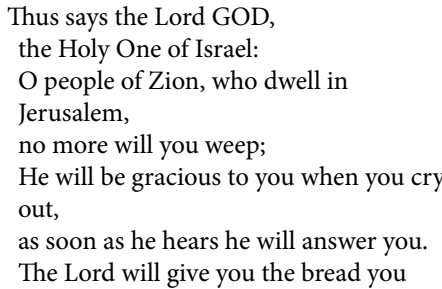 Thus says the Lord GOD,
the Holy One of Israel:
O people of Zion, who dwell in
Jerusalem,
no more will you weep;
He will be gracious to you when you cry
out,
as soon as he hears he will answer you.
The Lord will give you the bread you